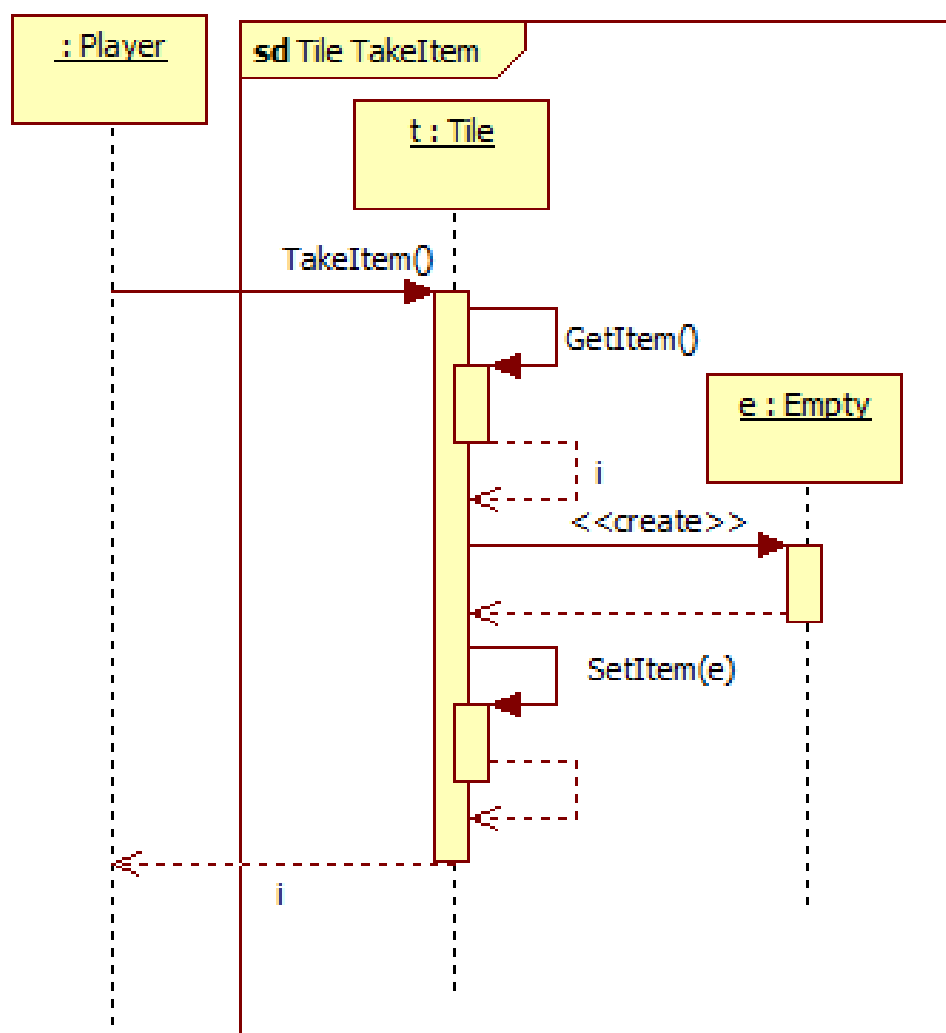 : Player
sd Tile TakeItem
t : Tile
TakeItem()
GetItem()
e : Empty
i
<<create>>
SetItem(e)
i